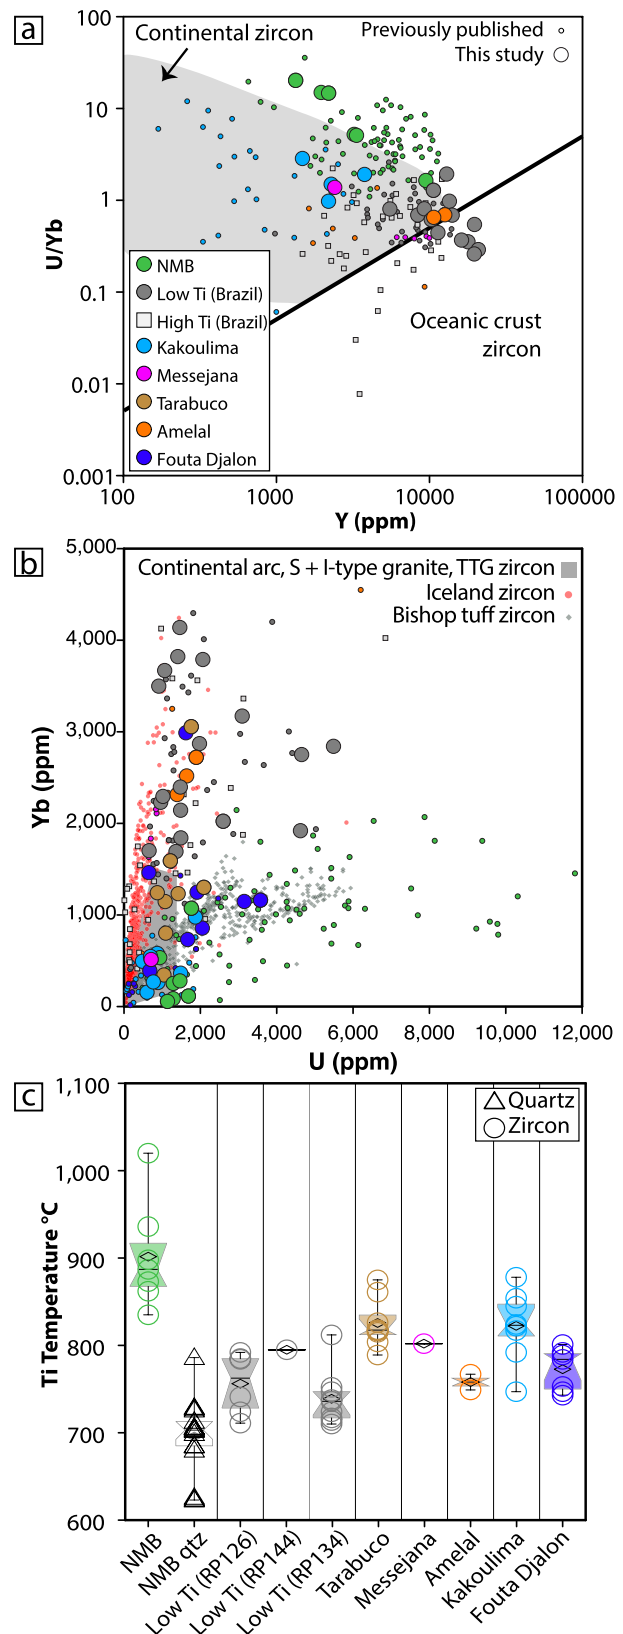 a
100
10
1
0.1
0.01
0.001
U/Yb
Continental zircon
Previously published
This study
NMB
Low Ti (Brazil)
High Ti (Brazil)
Kakoulima
Messejana
Tarabuco
Amelal
Fouta Djalon
Oceanic crust
zircon
100
1000
10000
100000
Y (ppm)
b
5,000
4,000
3,000
2,000
1,000
0
Yb (ppm)
Continental arc, S + I-type granite, TTG zircon
Iceland zircon
Bishop tuff zircon
0
2,000
4,000
6,000
8,000
10,000
12,000
U (ppm)
c
1,100
1,000
900
800
700
600
Ti Temperature °C
Quartz
Zircon
NMB
NMB qtz
Low Ti (RP126)
Low Ti (RP144)
Low Ti (RP134)
Tarabuco
Messejana
Amelal
Kakoulima
Fouta Djalon